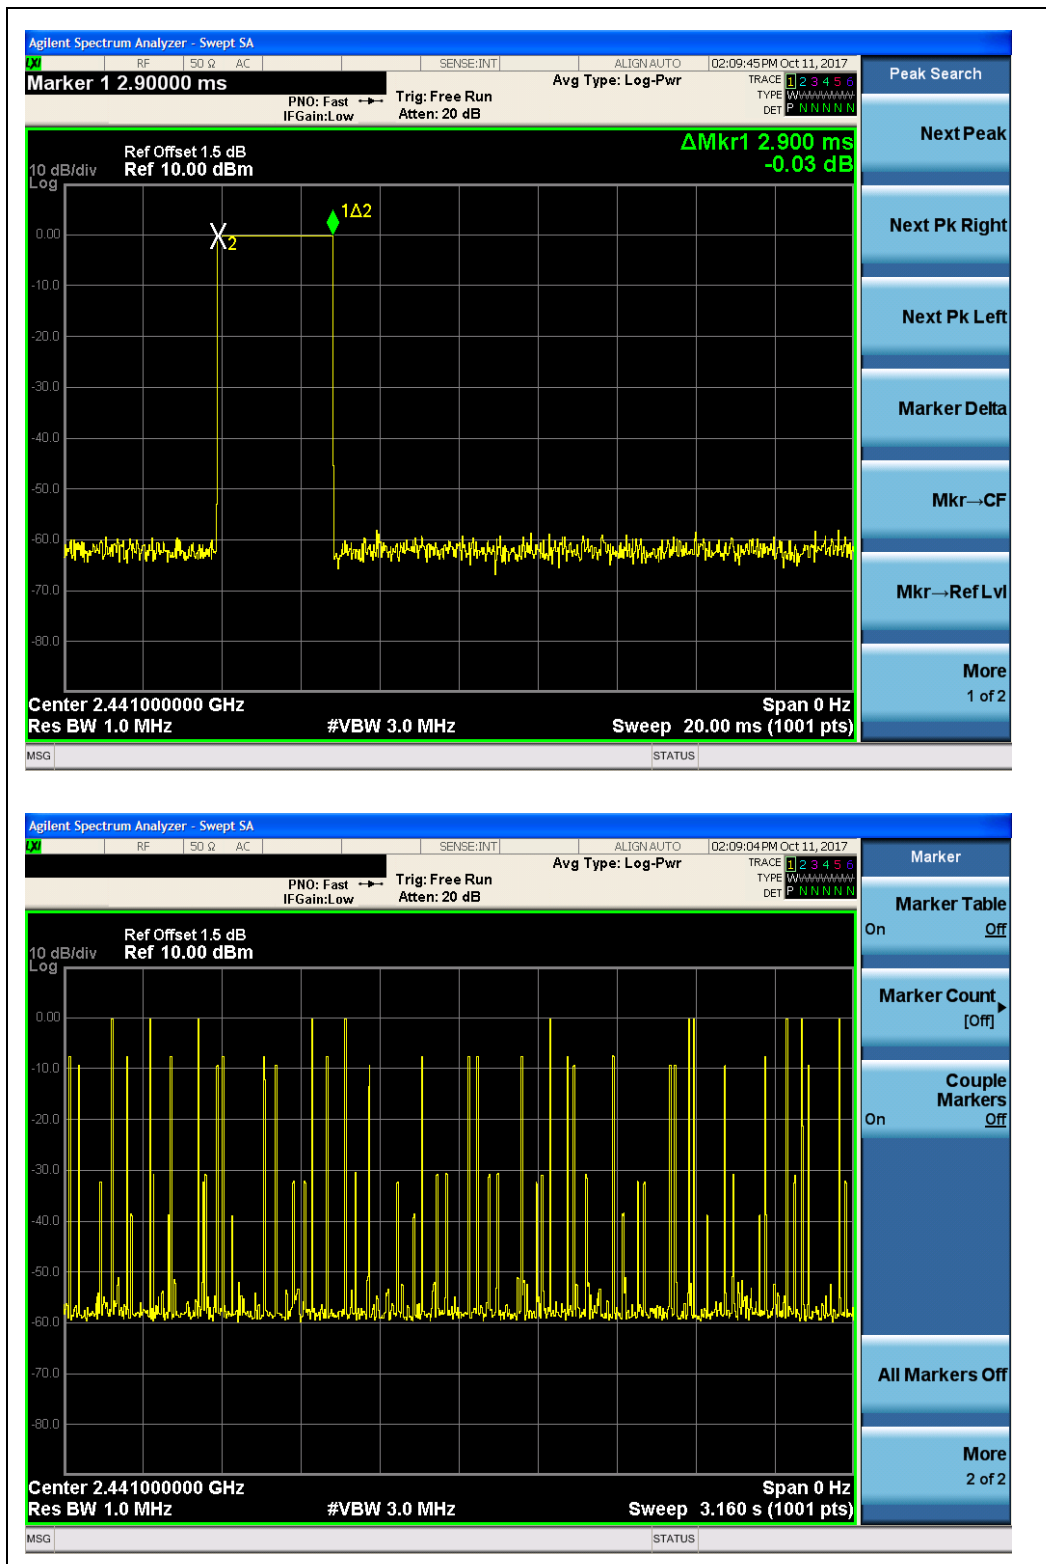 Agilent Spectrum Analyzer - Swept SA
LXI RF 50 Ω AC SENSE:INT ALIGN AUTO 02:09:45 PM Oct 11, 2017
Marker 1 2.90000 ms
PNO: Fast
IFGain:Low
Trig: Free Run
Atten: 20 dB
Avg Type: Log-Pwr
TRACE 1 2 3 4 5 6
TYPE WWWWWW
DET P N N N N N
Ref Offset 1.5 dB
10 dB/div Ref 10.00 dBm
Log
ΔMkr1 2.900 ms
-0.03 dB
1Δ2
X2
0.00
-10.0
-20.0
-30.0
-40.0
-50.0
-60.0
-70.0
-80.0
Center 2.441000000 GHz Span 0 Hz
Res BW 1.0 MHz #VBW 3.0 MHz Sweep 20.00 ms (1001 pts)
MSG STATUS
Peak Search
Next Peak
Next Pk Right
Next Pk Left
Marker Delta
Mkr→CF
Mkr→Ref Lvl
More
1 of 2
Agilent Spectrum Analyzer - Swept SA
LXI RF 50 Ω AC SENSE:INT ALIGN AUTO 02:09:04 PM Oct 11, 2017
PNO: Fast
IFGain:Low
Trig: Free Run
Atten: 20 dB
Avg Type: Log-Pwr
TRACE 1 2 3 4 5 6
TYPE WWWWWW
DET P N N N N N
Ref Offset 1.5 dB
10 dB/div Ref 10.00 dBm
Log
0.00
-10.0
-20.0
-30.0
-40.0
-50.0
-60.0
-70.0
-80.0
Center 2.441000000 GHz Span 0 Hz
Res BW 1.0 MHz #VBW 3.0 MHz Sweep 3.160 s (1001 pts)
MSG STATUS
Marker
Marker Table
On Off
Marker Count
[Off]
Couple
Markers
On Off
All Markers Off
More
2 of 2